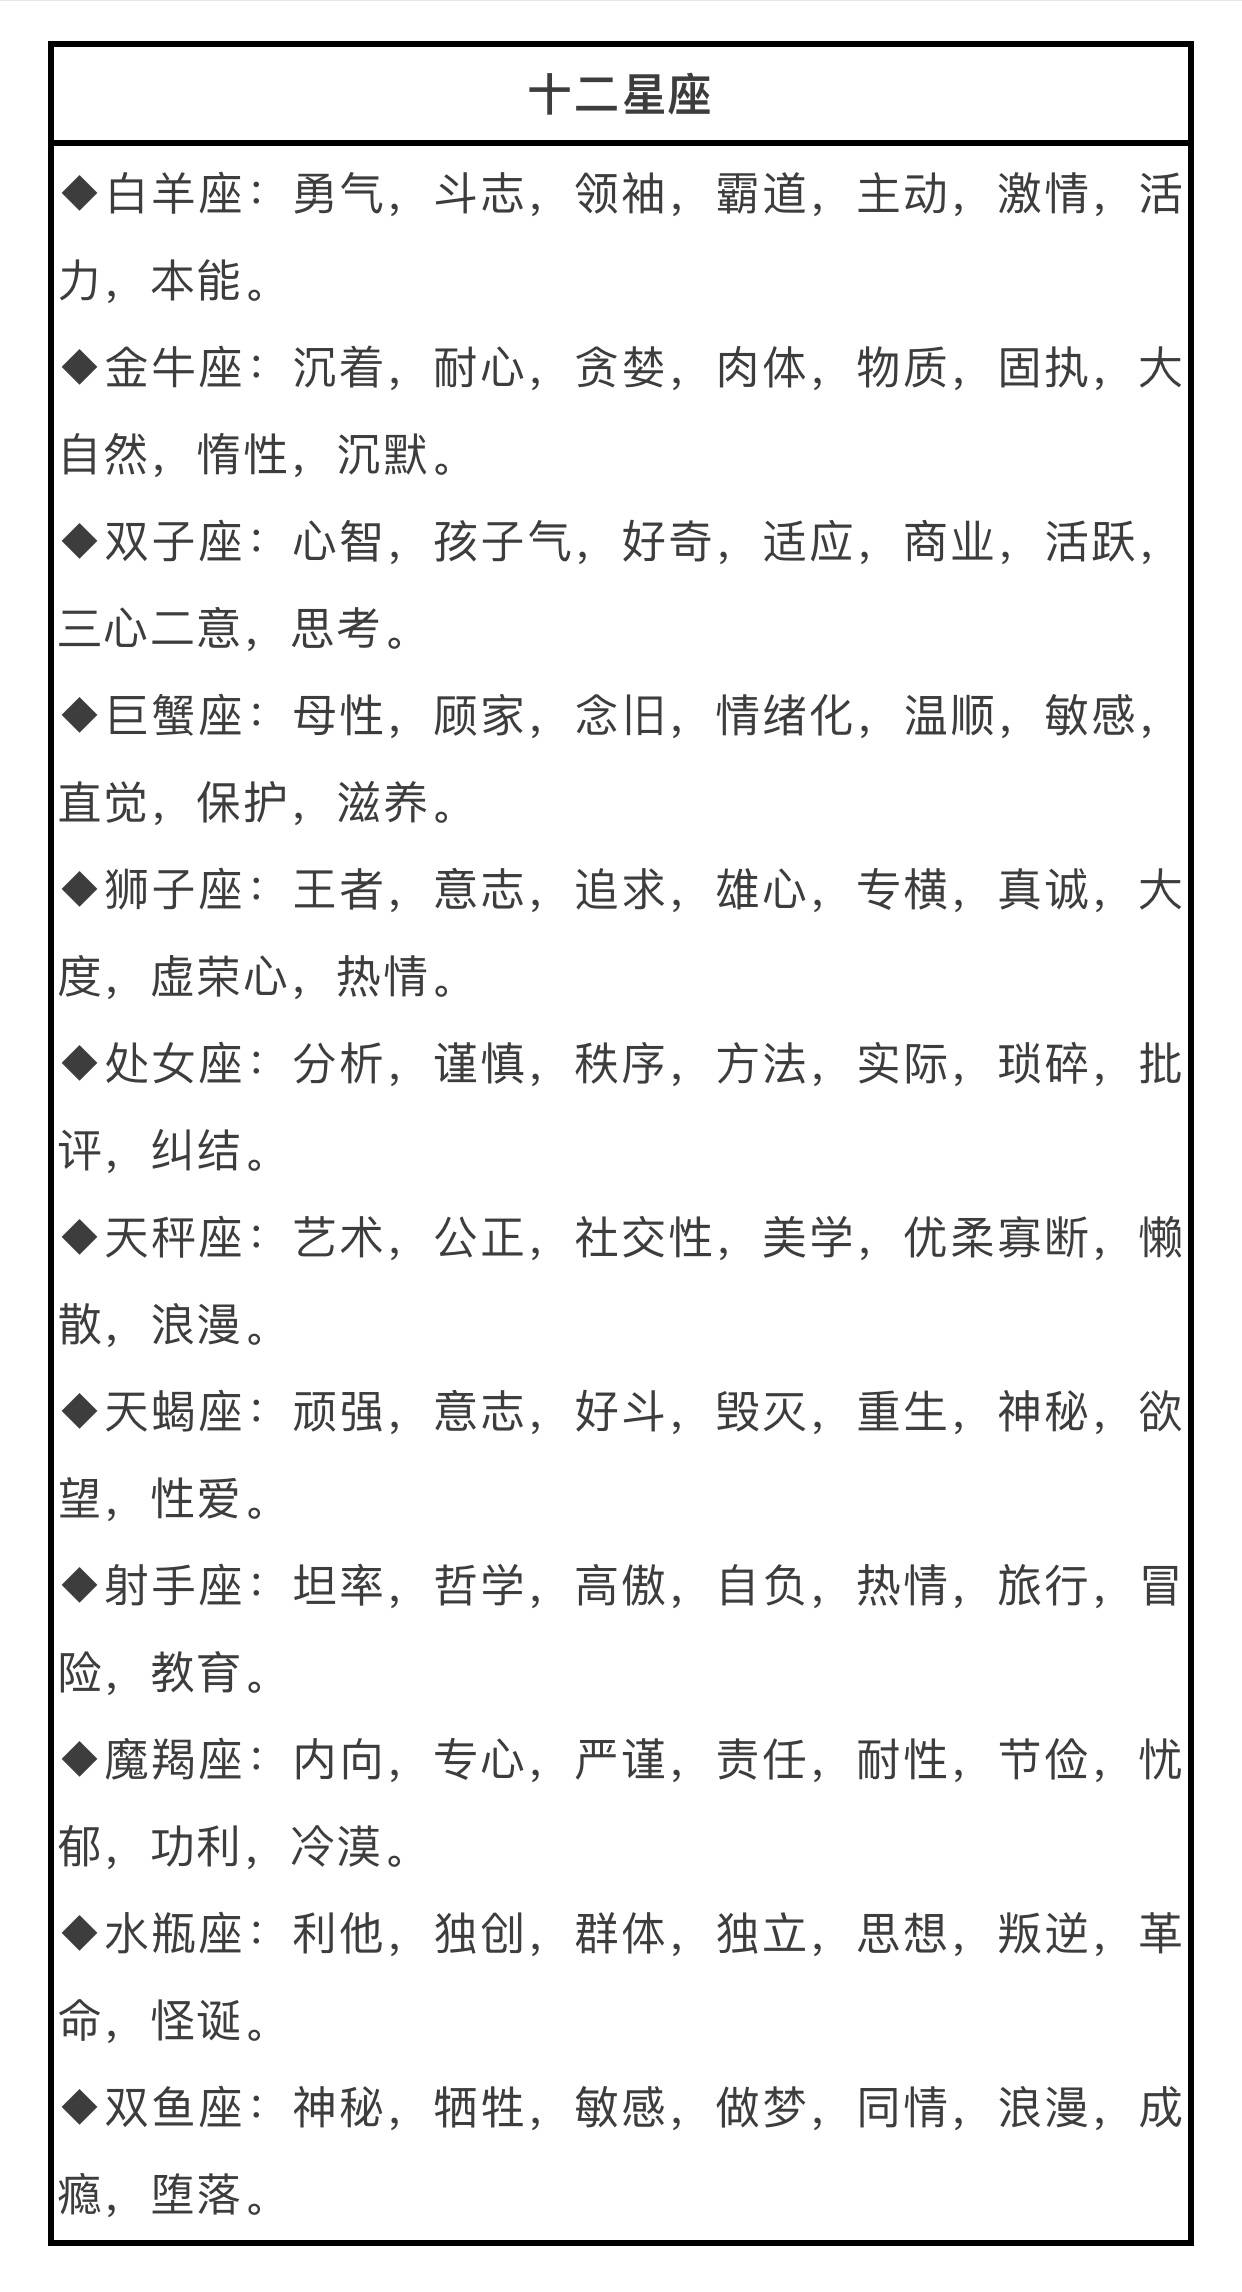 十二星座
◆白羊座：勇气，斗志，领袖，霸道，主动，激情，活
力，本能。
◆金牛座：沉着，耐心，贪婪，肉体，物质，固执，大
自然，惰性，沉默。
◆双子座：心智，孩子气，好奇，适应，商业，活跃，
三心二意，思考。
◆巨蟹座：母性，顾家，念旧，情绪化，温顺，敏感，
直觉，保护，滋养。
◆狮子座：王者，意志，追求，雄心，专横，真诚，大
度，虚荣心，热情。
◆处女座：分析，谨慎，秩序，方法，实际，琐碎，批
评，纠结。
◆天秤座：艺术，公正，社交性，美学，优柔寡断，懒
散，浪漫。
◆天蝎座：顽强，意志，好斗，毁灭，重生，神秘，欲
望，性爱。
◆射手座：坦率，哲学，高傲，自负，热情，旅行，冒
险，教育。
◆魔羯座：内向，专心，严谨，责任，耐性，节俭，忧
郁，功利，冷漠。
◆水瓶座：利他，独创，群体，独立，思想，叛逆，革
命，怪诞。
◆双鱼座：神秘，牺牲，敏感，做梦，同情，浪漫，成
瘾，堕落。